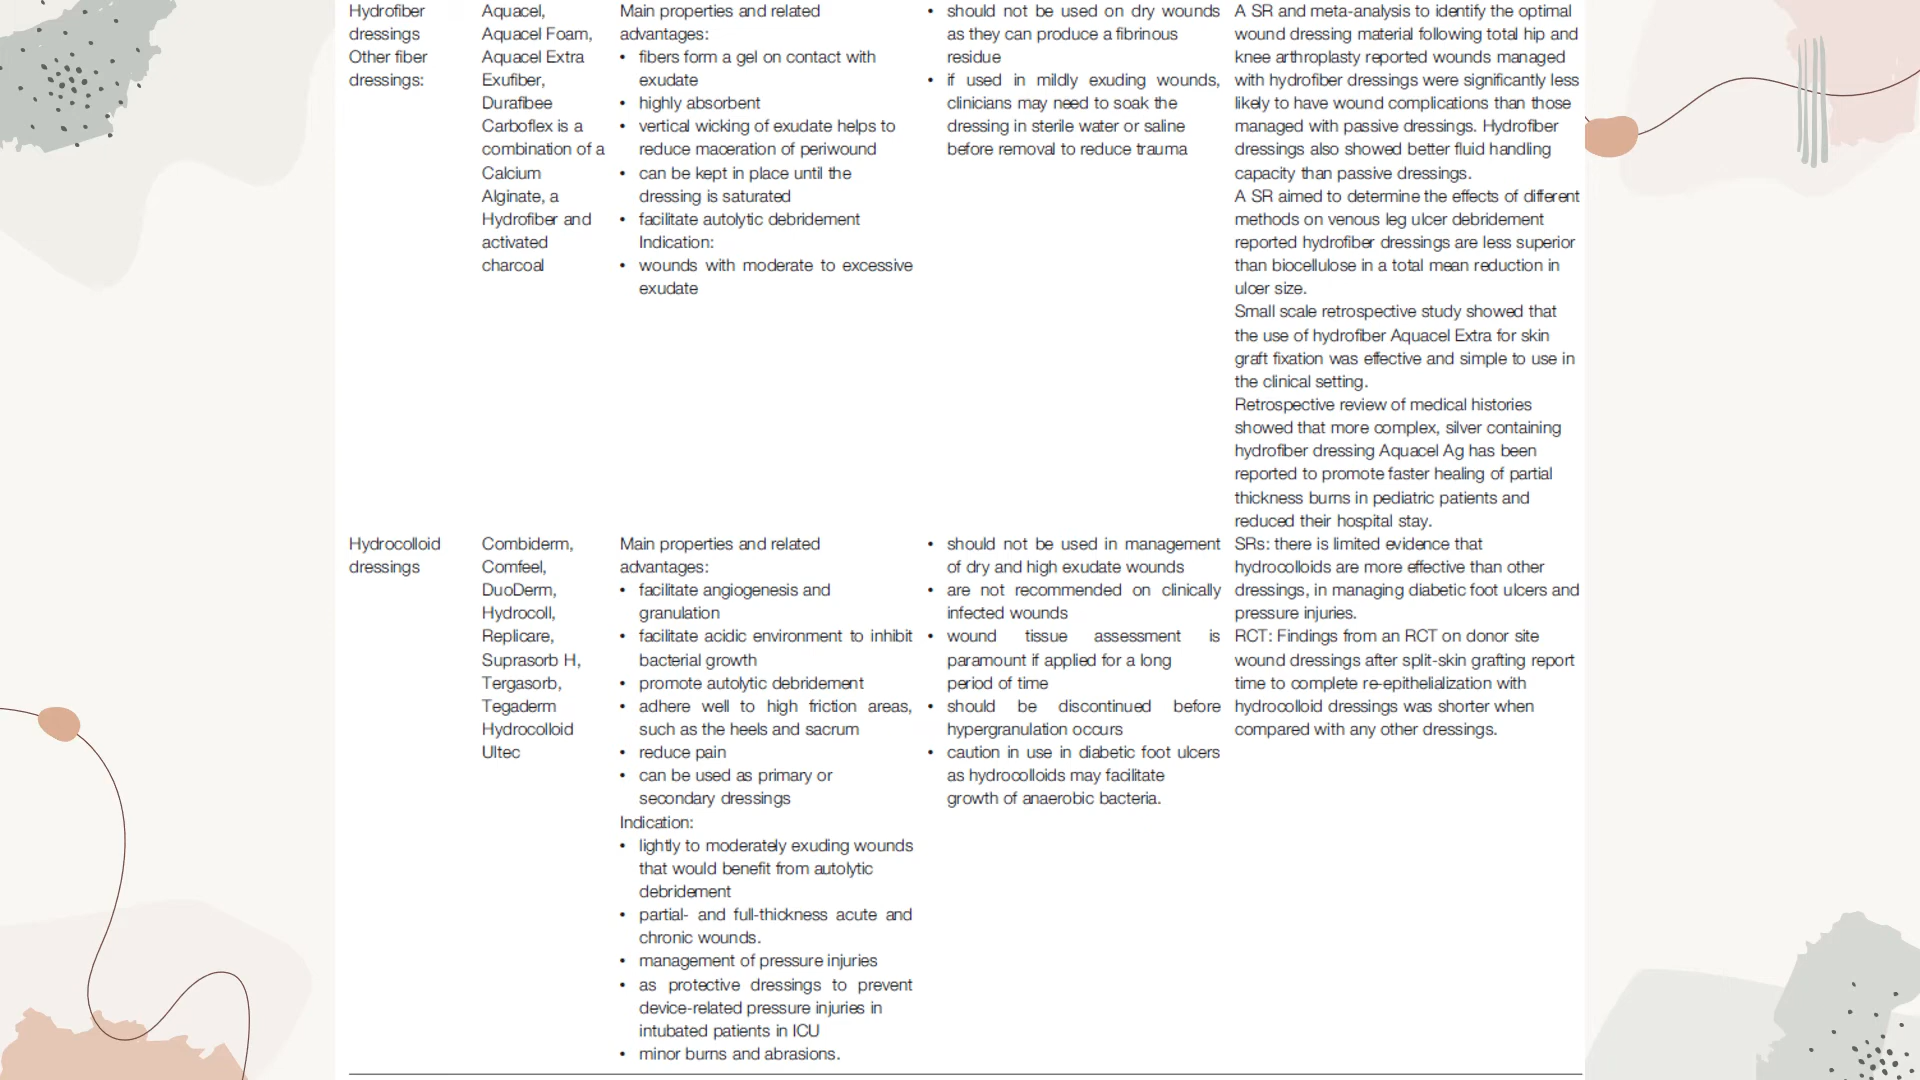 Hydrofiber
dressings
Other fiber
dressings:
Aquacel,
Aquacel Foam,
Aquacel Extra
Exufiber,
Durafibee
Carboflex is a
combination of a
Calcium
Alginate, a
Hydrofiber and
activated
charcoal
Main properties and related
advantages:
• fibers form a gel on contact with
exudate
• highly absorbent
• vertical wicking of exudate helps to
reduce maceration of periwound
• can be kept in place until the
dressing is saturated
• facilitate autolytic debridement
Indication:
• wounds with moderate to excessive
exudate
• should not be used on dry wounds
as they can produce a fibrinous
residue
• if used in mildly exuding wounds,
clinicians may need to soak the
dressing in sterile water or saline
before removal to reduce trauma
A SR and meta-analysis to identify the optimal
wound dressing material following total hip and
knee arthroplasty reported wounds managed
with hydrofiber dressings were significantly less
likely to have wound complications than those
managed with passive dressings. Hydrofiber
dressings also showed better fluid handling
capacity than passive dressings.
A SR aimed to determine the effects of different
methods on venous leg ulcer debridement
reported hydrofiber dressings are less superior
than biocellulose in a total mean reduction in
ulcer size.
Small scale retrospective study showed that
the use of hydrofiber Aquacel Extra for skin
graft fixation was effective and simple to use in
the clinical setting.
Retrospective review of medical histories
showed that more complex, silver containing
hydrofiber dressing Aquacel Ag has been
reported to promote faster healing of partial
thickness burns in pediatric patients and
reduced their hospital stay.
Hydrocolloid
dressings
Combiderm,
Comfeel,
DuoDerm,
Hydrocoll,
Replicare,
Suprasorb H,
Tergasorb,
Tegaderm
Hydrocolloid
Ultec
Main properties and related
advantages:
• facilitate angiogenesis and
granulation
• facilitate acidic environment to inhibit
bacterial growth
• promote autolytic debridement
• adhere well to high friction areas,
such as the heels and sacrum
• reduce pain
• can be used as primary or
secondary dressings
Indication:
• lightly to moderately exuding wounds
that would benefit from autolytic
debridement
• partial- and full-thickness acute and
chronic wounds.
• management of pressure injuries
• as protective dressings to prevent
device-related pressure injuries in
intubated patients in ICU
• minor burns and abrasions.
• should not be used in management
of dry and high exudate wounds
• are not recommended on clinically
infected wounds
• wound tissue assessment is
paramount if applied for a long
period of time
• should be discontinued before
hypergranulation occurs
• caution in use in diabetic foot ulcers
as hydrocolloids may facilitate
growth of anaerobic bacteria.
SRs: there is limited evidence that
hydrocolloids are more effective than other
dressings, in managing diabetic foot ulcers and
pressure injuries.
RCT: Findings from an RCT on donor site
wound dressings after split-skin grafting report
time to complete re-epithelialization with
hydrocolloid dressings was shorter when
compared with any other dressings.